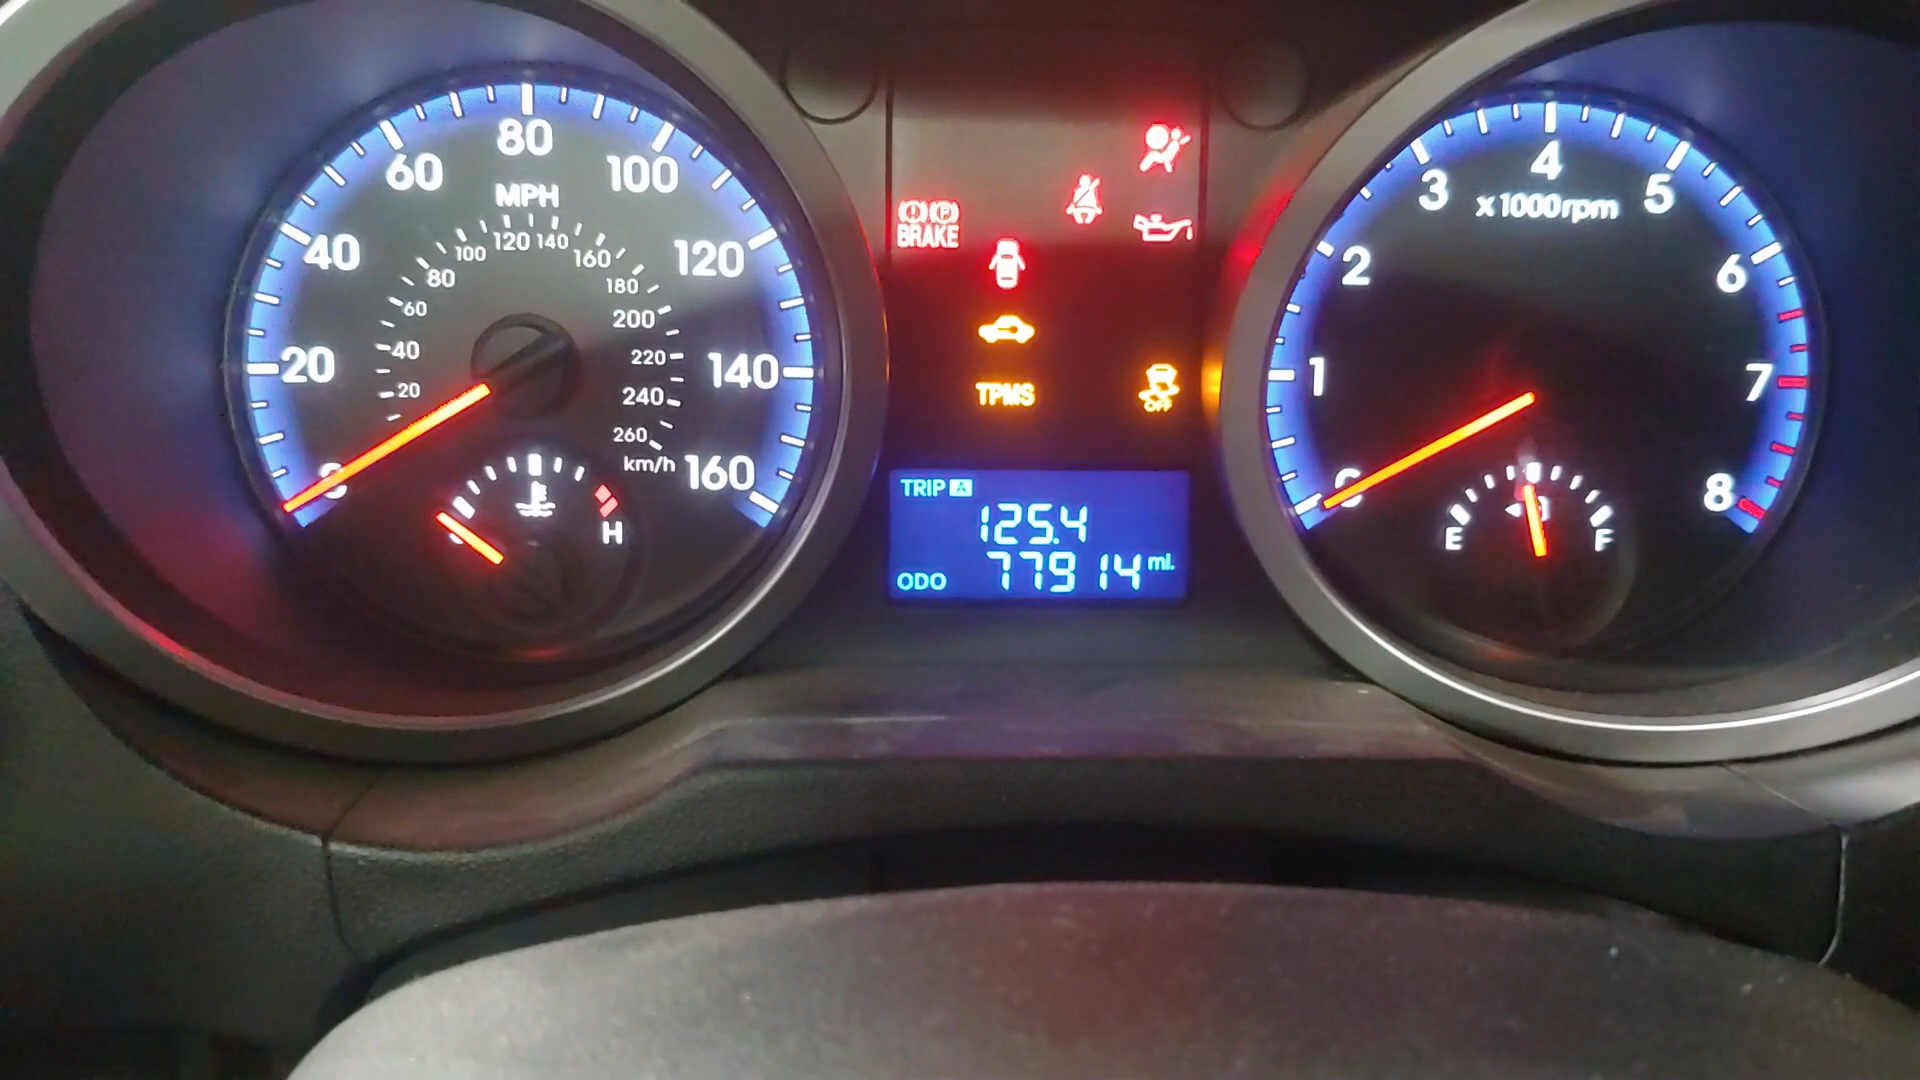 80
60 100
MPH
40 120
120 140
100 160
80 180
60 200
40 220
20 140
20 240
260
km/h 160
H
BRAKE
TPMS
OFF
TRIP A
125.4
ODO 77914 mi.
4
3 5
x1000rpm
2 6
1 7
8
E F